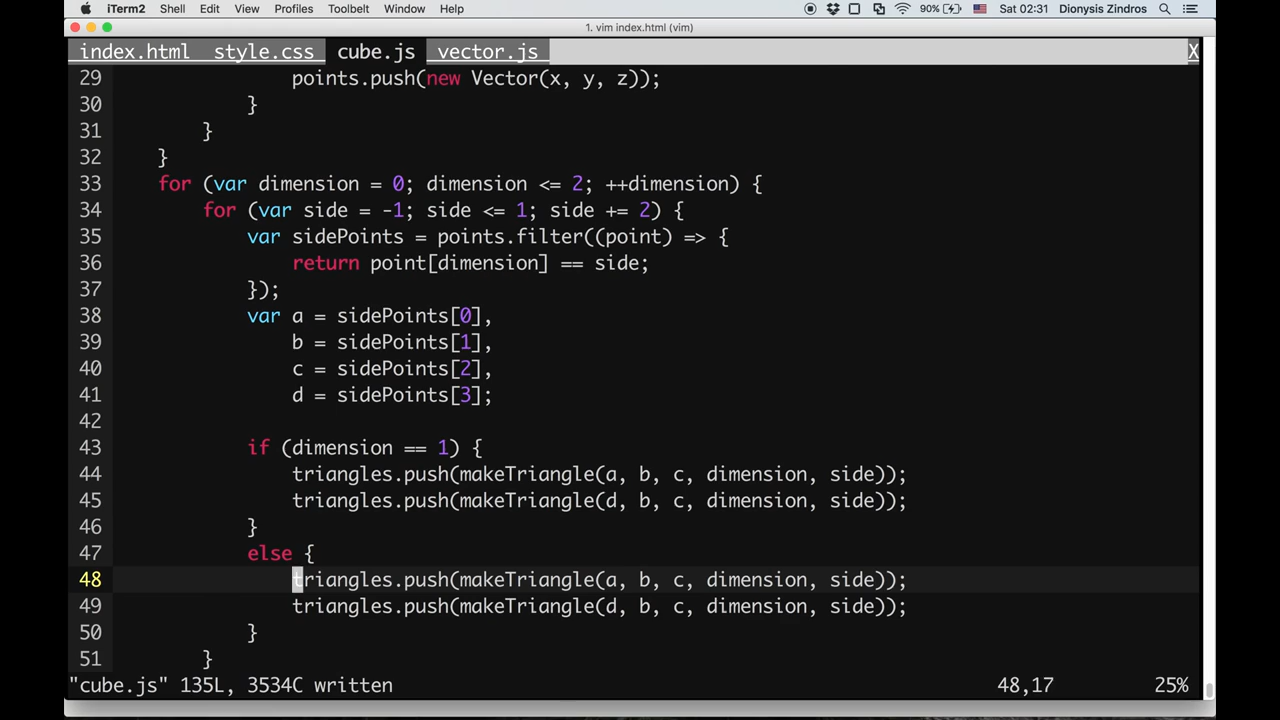 iTerm2 Shell Edit View Profiles Toolbelt Window Help 90% Sat 02:31 Dionysis Zindros
1. vim index.html (vim)
index.html style.css cube.js vector.js X
29 points.push(new Vector(x, y, z));
30 }
31 }
32 }
33 for (var dimension = 0; dimension <= 2; ++dimension) {
34 for (var side = -1; side <= 1; side += 2) {
35 var sidePoints = points.filter((point) => {
36 return point[dimension] == side;
37 });
38 var a = sidePoints[0],
39 b = sidePoints[1],
40 c = sidePoints[2],
41 d = sidePoints[3];
42
43 if (dimension == 1) {
44 triangles.push(makeTriangle(a, b, c, dimension, side));
45 triangles.push(makeTriangle(d, b, c, dimension, side));
46 }
47 else {
48 triangles.push(makeTriangle(a, b, c, dimension, side));
49 triangles.push(makeTriangle(d, b, c, dimension, side));
50 }
51 }
"cube.js" 135L, 3534C written 48,17 25%